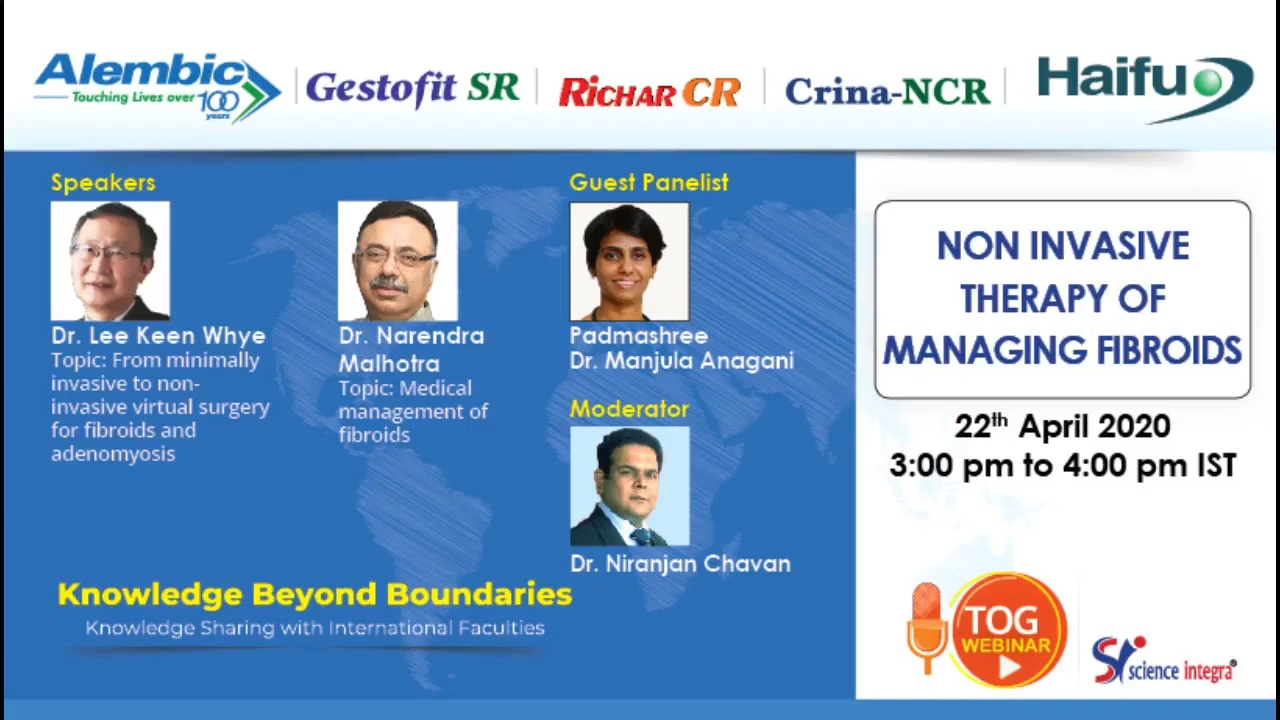 Alembic
Touching Lives over 100 years
Gestofit SR
RICHAR CR
Crina-NCR
Haifu
Speakers
Dr. Lee Keen Whye
Topic: From minimally
invasive to non-
invasive virtual surgery
for fibroids and
adenomyosis
Dr. Narendra
Malhotra
Topic: Medical
management of
fibroids
Guest Panelist
Padmashree
Dr. Manjula Anagani
Moderator
Dr. Niranjan Chavan
Knowledge Beyond Boundaries
Knowledge Sharing with International Faculties
NON INVASIVE
THERAPY OF
MANAGING FIBROIDS
22th April 2020
3:00 pm to 4:00 pm IST
TOG
WEBINAR
science integra®